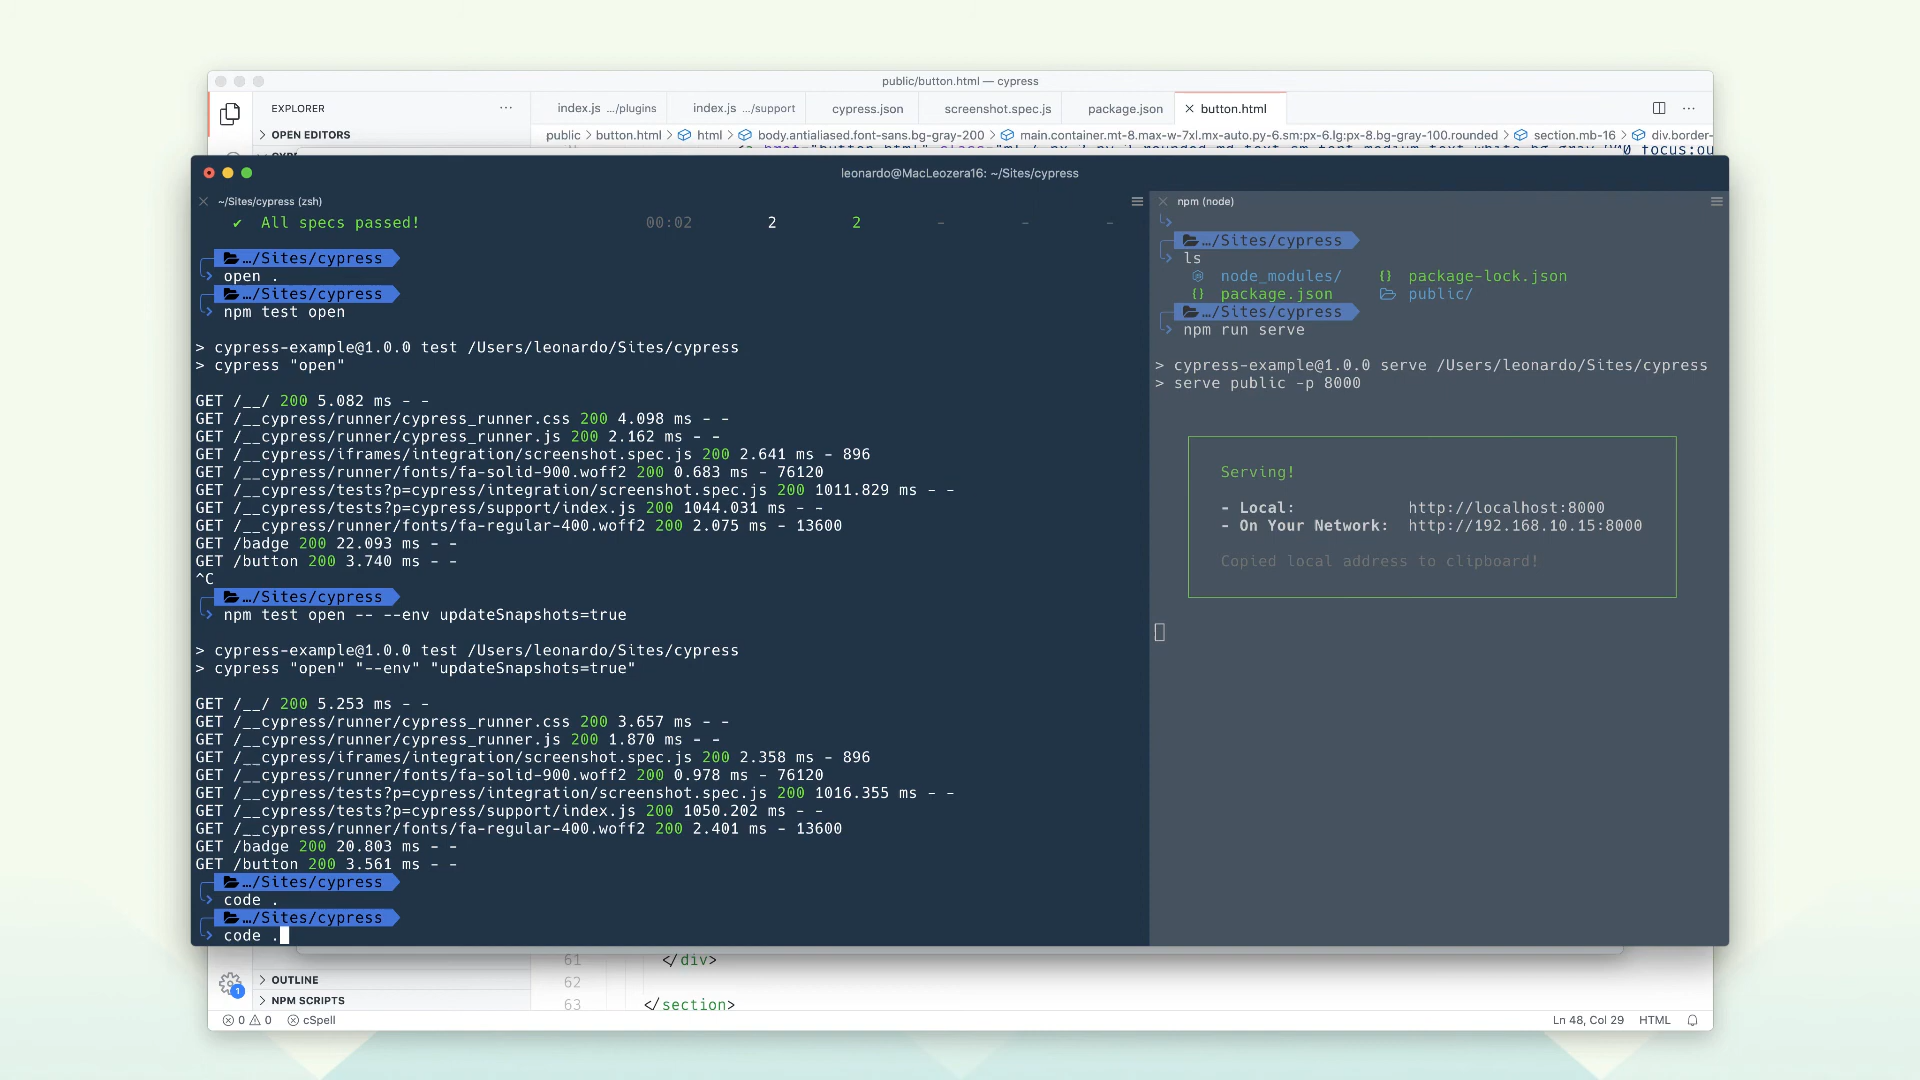 public/button.html — cypress
EXPLORER
index.js .../plugins
index.js .../support
cypress.json
screenshot.spec.js
package.json
button.html
OPEN EDITORS
public > button.html > html > body.antialiased.font-sans.bg-gray-200 > main.container.mt-8.max-w-7xl.mx-auto.py-6.sm:px-6.lg:px-8.bg-gray-100.rounded > section.mb-16 > div.border-
leonardo@MacLeozera16: ~/Sites/cypress
~/Sites/cypress (zsh)
✔ All specs passed! 00:02 2 2 - - -
…/Sites/cypress
open .
…/Sites/cypress
npm test open
> cypress-example@1.0.0 test /Users/leonardo/Sites/cypress
> cypress "open"
GET /__/ 200 5.082 ms - -
GET /__cypress/runner/cypress_runner.css 200 4.098 ms - -
GET /__cypress/runner/cypress_runner.js 200 2.162 ms - -
GET /__cypress/iframes/integration/screenshot.spec.js 200 2.641 ms - 896
GET /__cypress/runner/fonts/fa-solid-900.woff2 200 0.683 ms - 76120
GET /__cypress/tests?p=cypress/integration/screenshot.spec.js 200 1011.829 ms - -
GET /__cypress/tests?p=cypress/support/index.js 200 1044.031 ms - -
GET /__cypress/runner/fonts/fa-regular-400.woff2 200 2.075 ms - 13600
GET /badge 200 22.093 ms - -
GET /button 200 3.740 ms - -
^C
…/Sites/cypress
npm test open -- --env updateSnapshots=true
> cypress-example@1.0.0 test /Users/leonardo/Sites/cypress
> cypress "open" "--env" "updateSnapshots=true"
GET /__/ 200 5.253 ms - -
GET /__cypress/runner/cypress_runner.css 200 3.657 ms - -
GET /__cypress/runner/cypress_runner.js 200 1.870 ms - -
GET /__cypress/iframes/integration/screenshot.spec.js 200 2.358 ms - 896
GET /__cypress/runner/fonts/fa-solid-900.woff2 200 0.978 ms - 76120
GET /__cypress/tests?p=cypress/integration/screenshot.spec.js 200 1016.355 ms - -
GET /__cypress/tests?p=cypress/support/index.js 200 1050.202 ms - -
GET /__cypress/runner/fonts/fa-regular-400.woff2 200 2.401 ms - 13600
GET /badge 200 20.803 ms - -
GET /button 200 3.561 ms - -
…/Sites/cypress
code .
…/Sites/cypress
code .
npm (node)
…/Sites/cypress
ls
node_modules/ {} package-lock.json
{} package.json public/
…/Sites/cypress
npm run serve
> cypress-example@1.0.0 serve /Users/leonardo/Sites/cypress
> serve public -p 8000
Serving!
- Local: http://localhost:8000
- On Your Network: http://192.168.10.15:8000
Copied local address to clipboard!
61 </div>
62
63 </section>
1
OUTLINE
NPM SCRIPTS
0 0 cSpell
Ln 48, Col 29 HTML